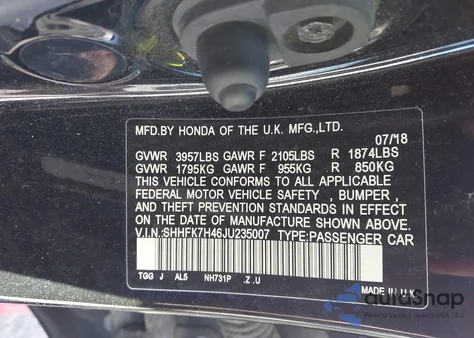 MFD.BY HONDA OF THE U.K. MFG.,LTD.
07/18
GVWR 3957LBS GAWR F 2105LBS R 1874LBS
GVWR 1795KG GAWR F 955KG R 850KG
THIS VEHICLE CONFORMS TO ALL APPLICABLE
FEDERAL MOTOR VEHICLE SAFETY , BUMPER ,
AND THEFT PREVENTION STANDARDS IN EFFECT
ON THE DATE OF MANUFACTURE SHOWN ABOVE.
V.I.N.:SHHFK7H46JU235007 TYPE:PASSENGER CAR
TGG J AL5 NH731P .Z .U MADE IN U.K
autoSnap